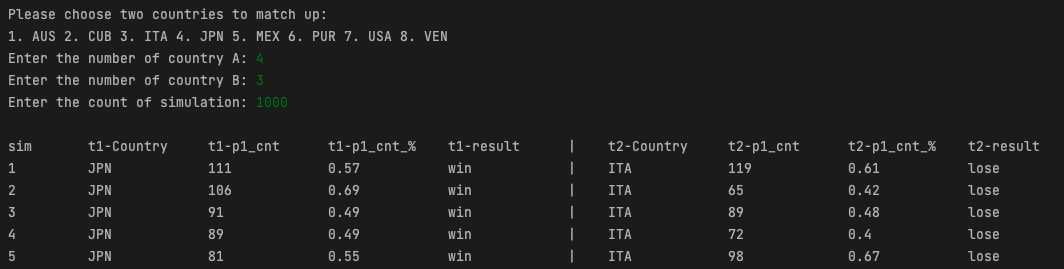 Please choose two countries to match up:
1. AUS 2. CUB 3. ITA 4. JPN 5. MEX 6. PUR 7. USA 8. VEN
Enter the number of country A: 4
Enter the number of country B: 3
Enter the count of simulation: 1000
sim t1-Country t1-p1_cnt t1-p1_cnt_% t1-result | t2-Country t2-p1_cnt t2-p1_cnt_% t2-result
1 JPN 111 0.57 win | ITA 119 0.61 lose
2 JPN 106 0.69 win | ITA 65 0.42 lose
3 JPN 91 0.49 win | ITA 89 0.48 lose
4 JPN 89 0.49 win | ITA 72 0.4 lose
5 JPN 81 0.55 win | ITA 98 0.67 lose